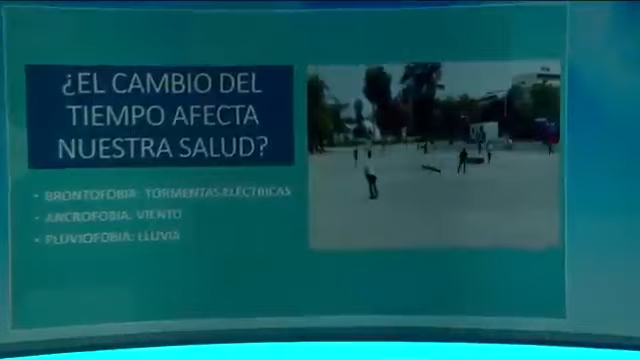 ¿EL CAMBIO DEL
TIEMPO AFECTA
NUESTRA SALUD?
• BRONTOFOBIA: TORMENTAS ELÉCTRICAS
• ANCROFOBIA: VIENTO
• PLUVIOFOBIA: LLUVIA